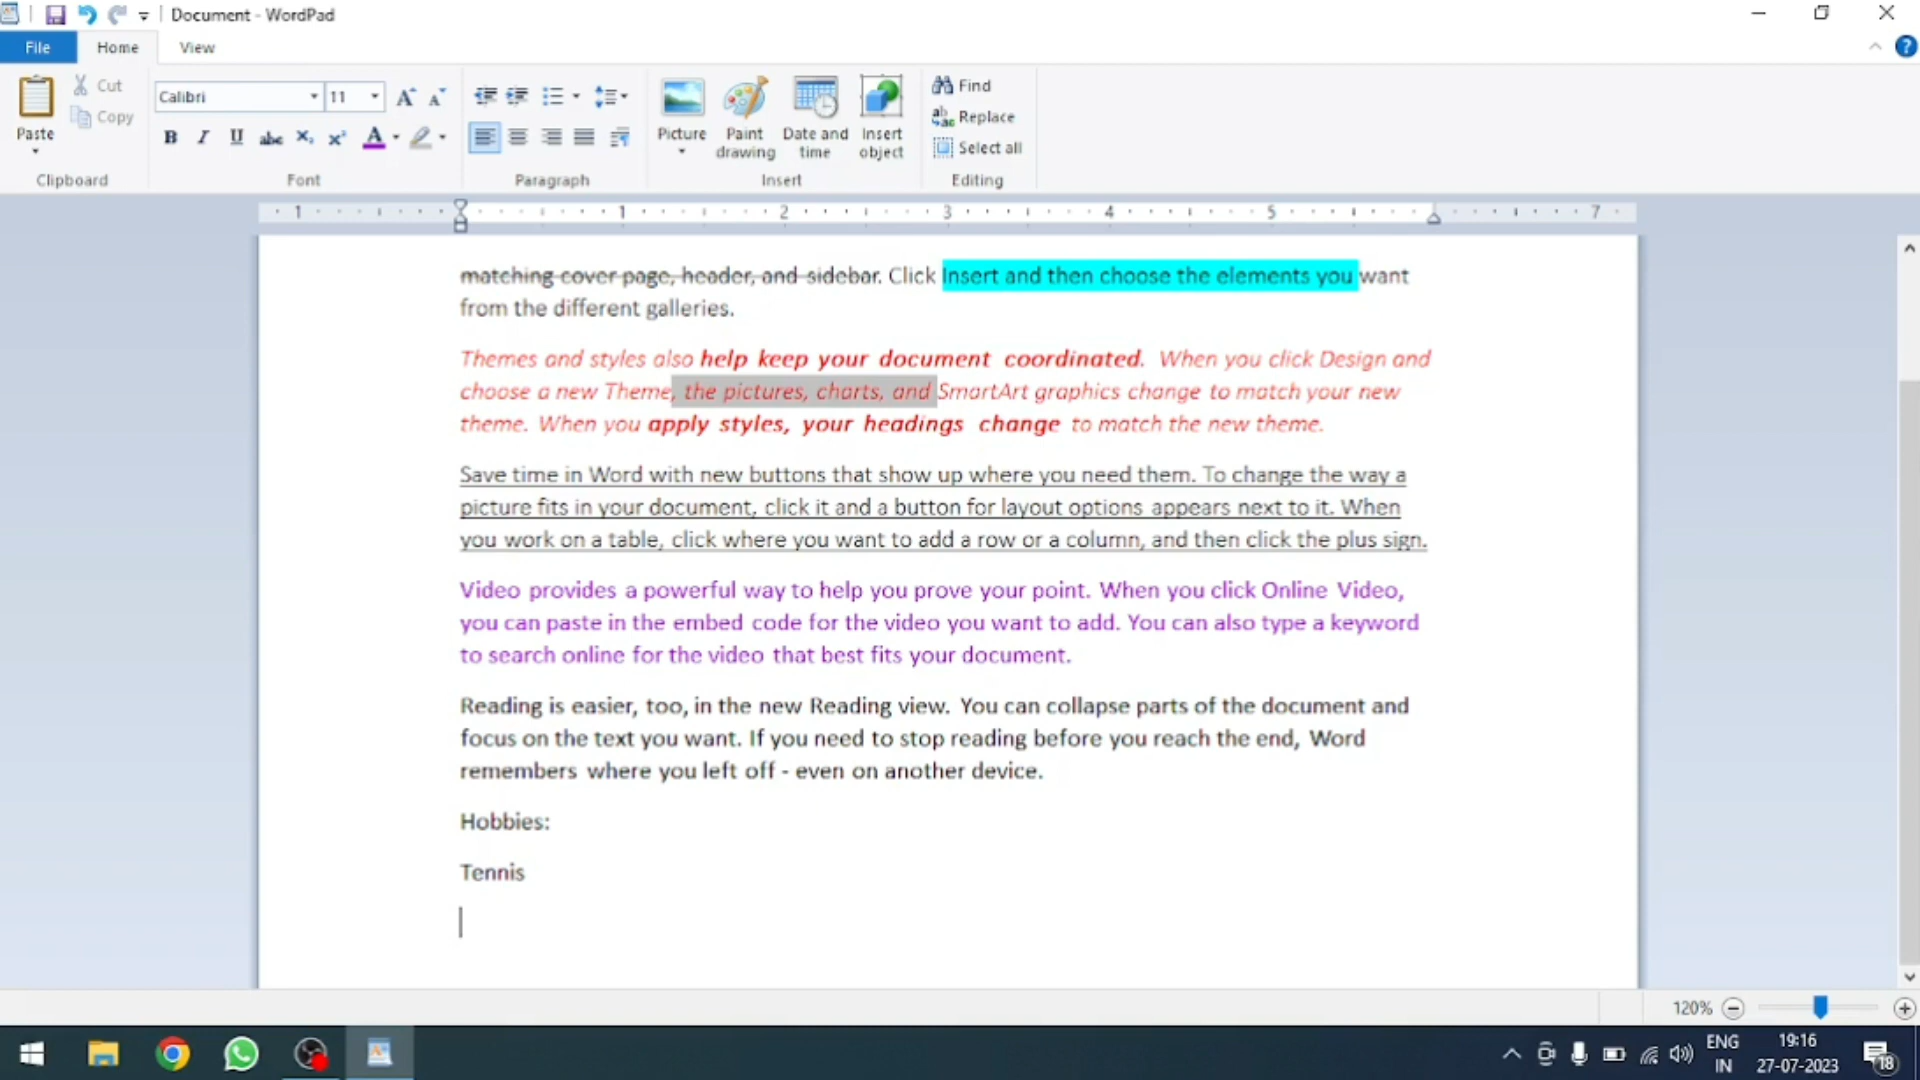 Document - WordPad
File Home View
Paste
Cut
Copy
Clipboard
Calibri 11
B I U abc X₂ X² A
Font
Paragraph
Picture
Paint drawing
Date and time
Insert object
Insert
Find
Replace
Select all
Editing
1 1 2 3 4 5 7
matching cover page, header, and sidebar. Click Insert and then choose the elements you want
from the different galleries.
Themes and styles also help keep your document coordinated. When you click Design and
choose a new Theme, the pictures, charts, and SmartArt graphics change to match your new
theme. When you apply styles, your headings change to match the new theme.
Save time in Word with new buttons that show up where you need them. To change the way a
picture fits in your document, click it and a button for layout options appears next to it. When
you work on a table, click where you want to add a row or a column, and then click the plus sign.
Video provides a powerful way to help you prove your point. When you click Online Video,
you can paste in the embed code for the video you want to add. You can also type a keyword
to search online for the video that best fits your document.
Reading is easier, too, in the new Reading view. You can collapse parts of the document and
focus on the text you want. If you need to stop reading before you reach the end, Word
remembers where you left off - even on another device.
Hobbies:
Tennis
120%
ENG
IN
19:16
27-07-2023
18